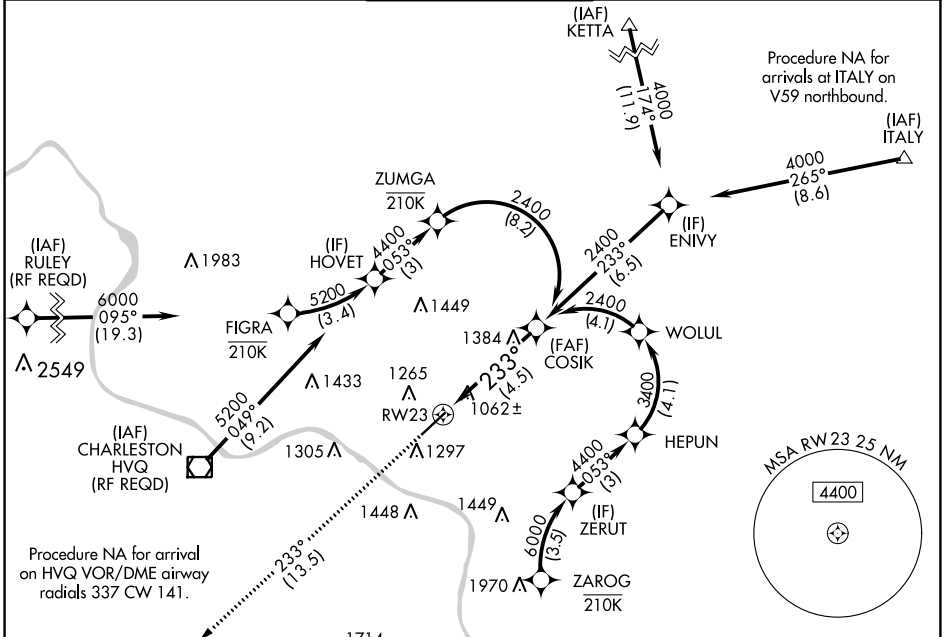 (IAF)
KETTA
4000
174°
(11.9)
Procedure NA for
arrivals at ITALY on
V59 northbound.
(IAF)
ITALY
4000
265°
(8.6)
ZUMGA
210K
2400
(8.2)
(IF)
ENIVY
2400
233°
(6.5)
(IF)
HOVET
4400
053°
(3)
(IAF)
RULEY
(RF REQD)
6000
095°
(19.3)
1983
5200
(3.4)
FIGRA
210K
1449
2400
(4.1)
WOLUL
1384
(FAF)
COSIK
2549
233°
(4.5)
1433
1265
1062±
RW23
3400
(4.1)
5200
049°
(9.2)
(IAF)
CHARLESTON
HVQ
(RF REQD)
1305
1297
HEPUN
4400
053°
(3)
MSA RW 23 25 NM
4400
1448
1449
(IF)
ZERUT
6000
(3.5)
Procedure NA for arrival
on HVQ VOR/DME airway
radials 337 CW 141.
233°
(13.5)
1970
ZAROG
210K
1714